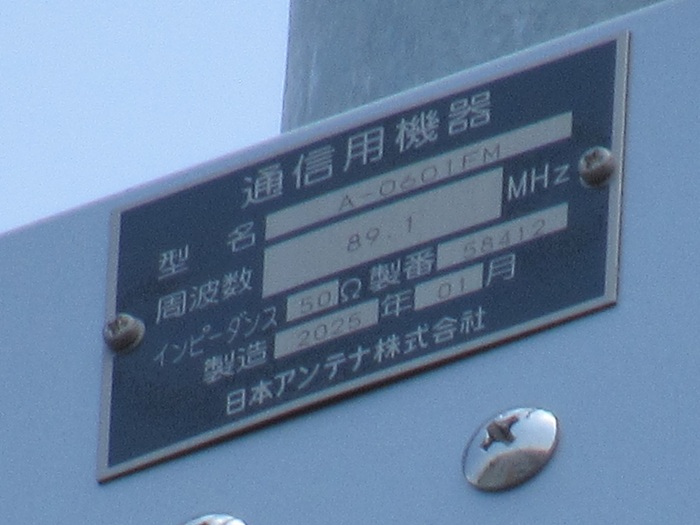 通信用機器
型名 A-0601FM
周波数 89.1 MHz
インピーダンス 50 Ω 製番 58412
製造 2025 年 01 月
日本アンテナ株式会社